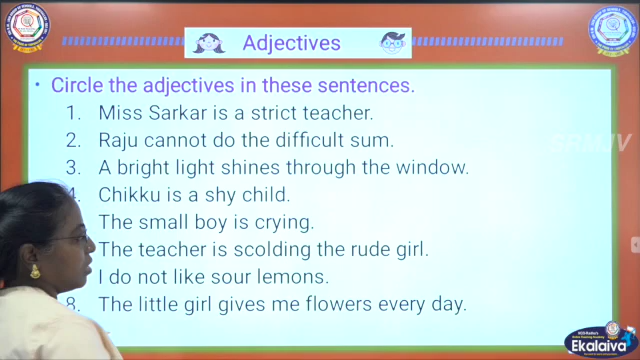 Adjectives
• Circle the adjectives in these sentences.
1. Miss Sarkar is a strict teacher.
2. Raju cannot do the difficult sum.
3. A bright light shines through the window.
4. Chikku is a shy child.
The small boy is crying.
The teacher is scolding the rude girl.
I do not like sour lemons.
8. The little girl gives me flowers every day.
SRMJV
Ekalaiva